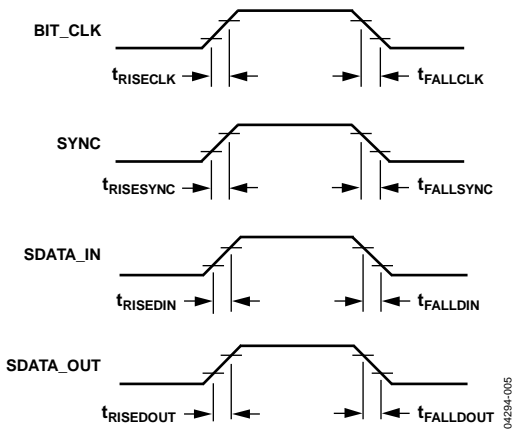 BIT_CLK
tRISECLK
tFALLCLK
SYNC
tRISESYNC
tFALLSYNC
SDATA_IN
tRISEDIN
tFALLDIN
SDATA_OUT
tRISEDOUT
tFALLDOUT
04294-005